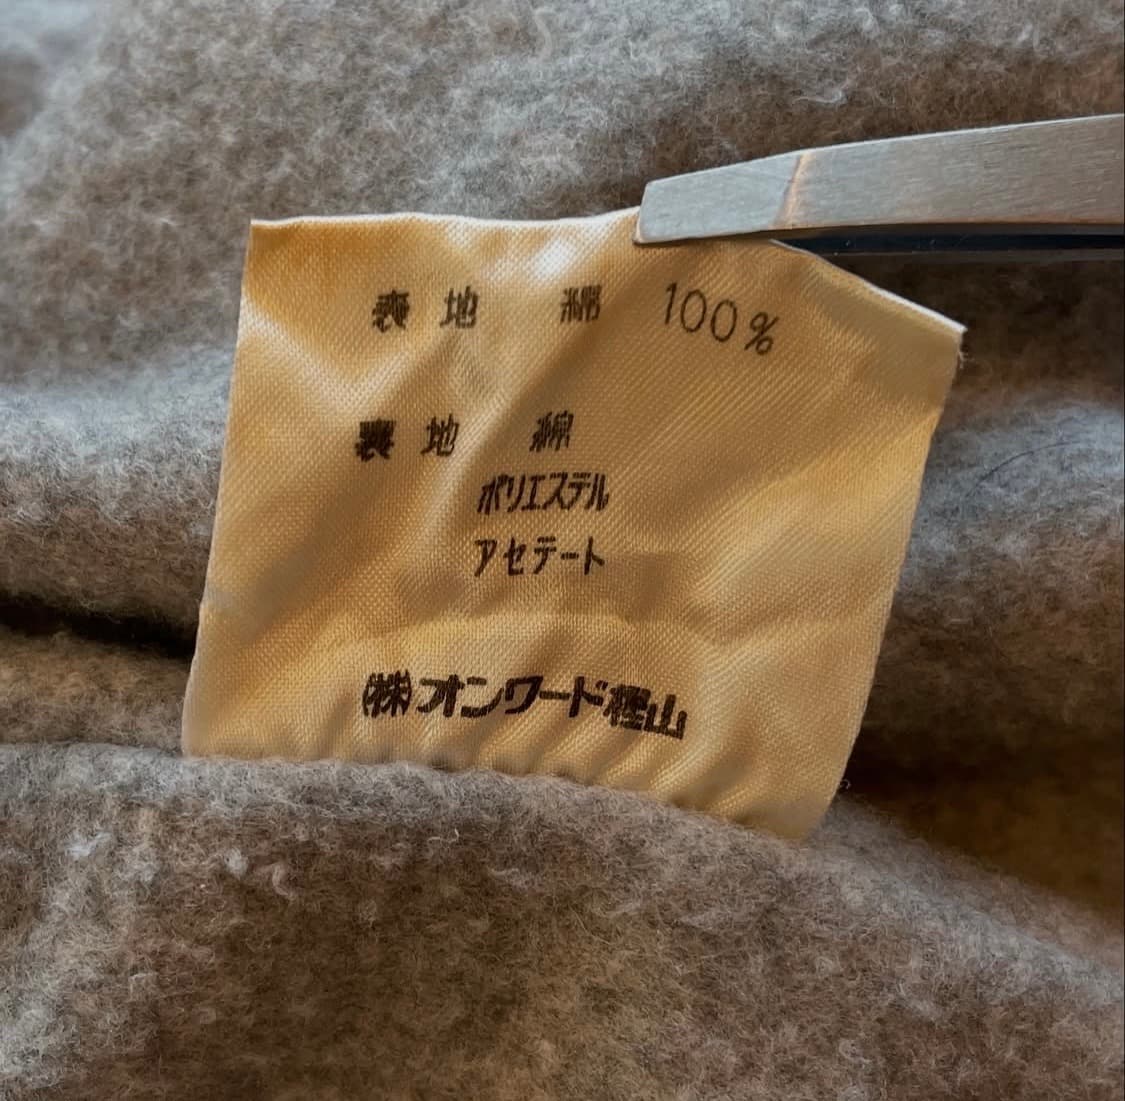 表地 綿 100%
裏地 綿
ポリエステル
アセテート
(株)オンワード樫山